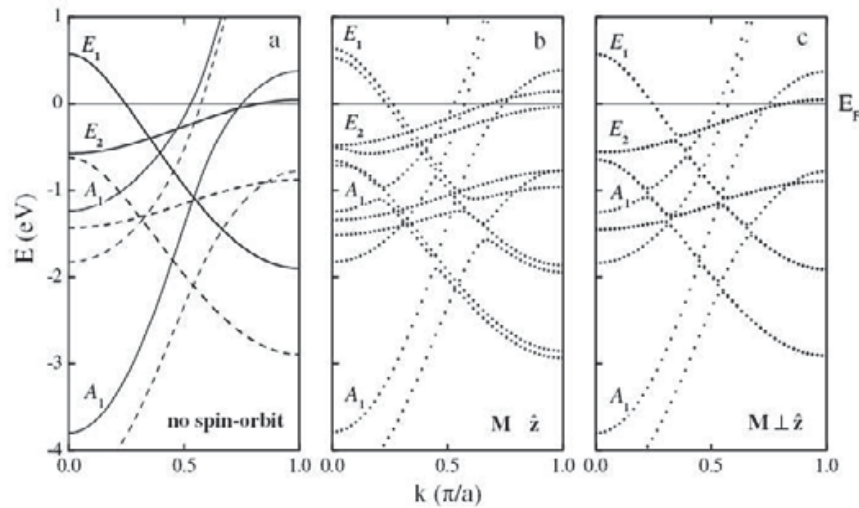 a
b
c
E₁
E₁
E₁
1
0
-1
-2
-3
-4
E (eV)
E₂
E₂
E₂
E_F
A₁
A₁
A₁
A₁
A₁
A₁
no spin-orbit
M ẑ
M ⊥ ẑ
0.0 0.5 1.0
0.0 0.5 1.0
0.0 0.5 1.0
k (π/a)